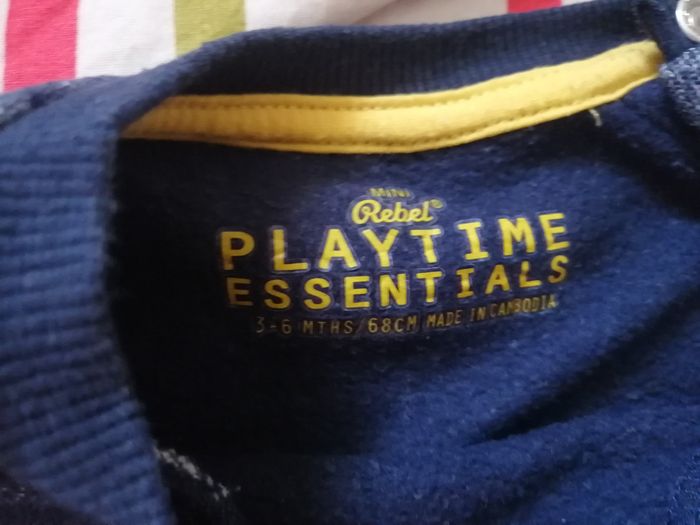 MINI
Rebel®
PLAYTIME
ESSENTIALS
3-6 MTHS/68CM MADE IN CAMBODIA